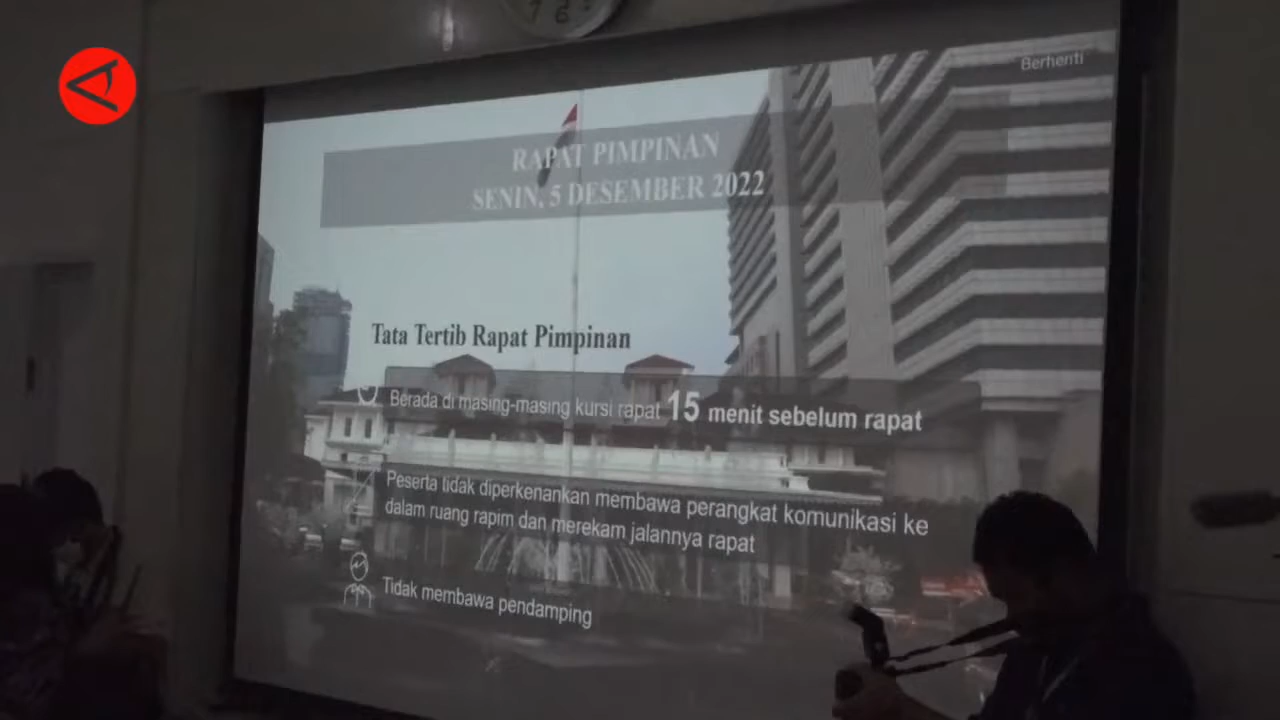 Berhenti
RAPAT PIMPINAN
SENIN, 5 DESEMBER 2022
Tata Tertib Rapat Pimpinan
Berada di masing-masing kursi rapat 15 menit sebelum rapat
Peserta tidak diperkenankan membawa perangkat komunikasi ke
dalam ruang rapim dan merekam jalannya rapat
Tidak membawa pendamping